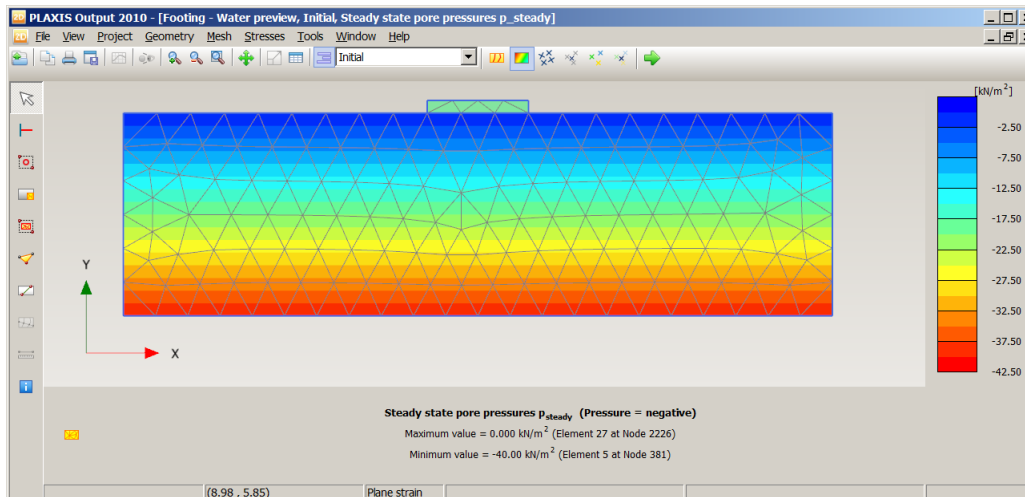 PLAXIS Output 2010 - [Footing - Water preview, Initial, Steady state pore pressures p_steady]
File View Project Geometry Mesh Stresses Tools Window Help
Initial
[kN/m²]
-2.50
-7.50
-12.50
-17.50
-22.50
-27.50
-32.50
-37.50
-42.50
Y
X
Steady state pore pressures p_steady (Pressure = negative)
Maximum value = 0.000 kN/m² (Element 27 at Node 2226)
Minimum value = -40.00 kN/m² (Element 5 at Node 381)
(8.98 , 5.85) Plane strain